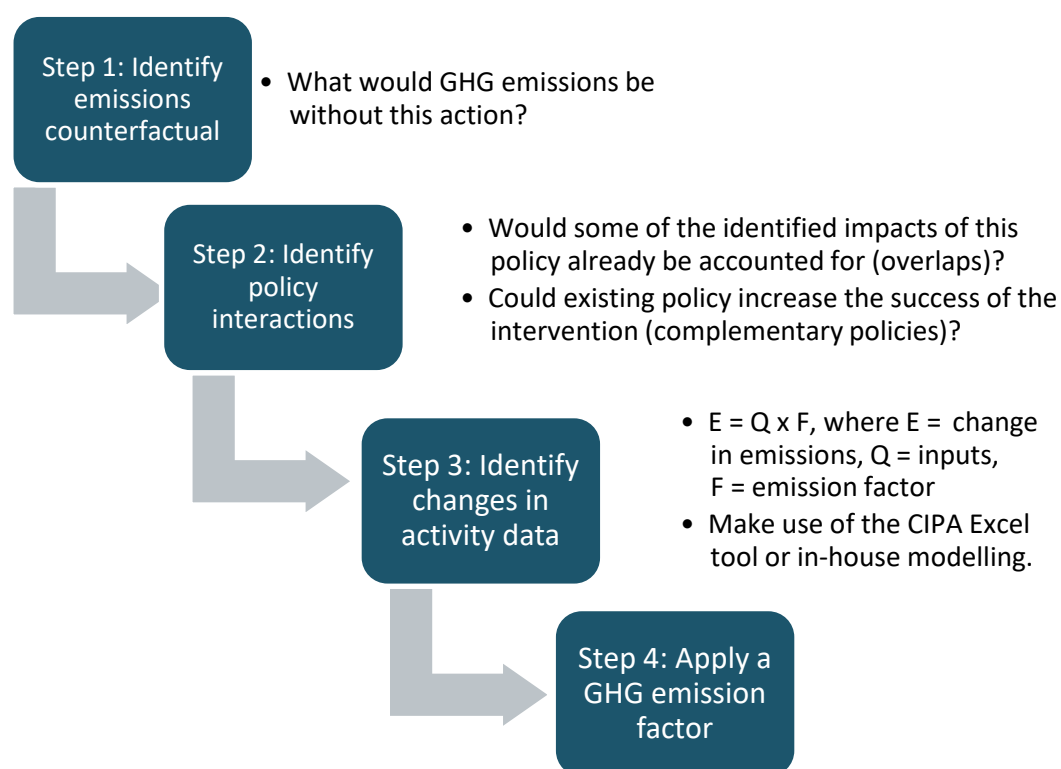 Step 1: Identify
emissions
counterfactual
• What would GHG emissions be
without this action?
Step 2: Identify
policy
interactions
• Would some of the identified impacts of this
policy already be accounted for (overlaps)?
• Could existing policy increase the success of the
intervention (complementary policies)?
Step 3: Identify
changes in
activity data
• E = Q x F, where E = change
in emissions, Q = inputs,
F = emission factor
• Make use of the CIPA Excel
tool or in-house modelling.
Step 4: Apply a
GHG emission
factor